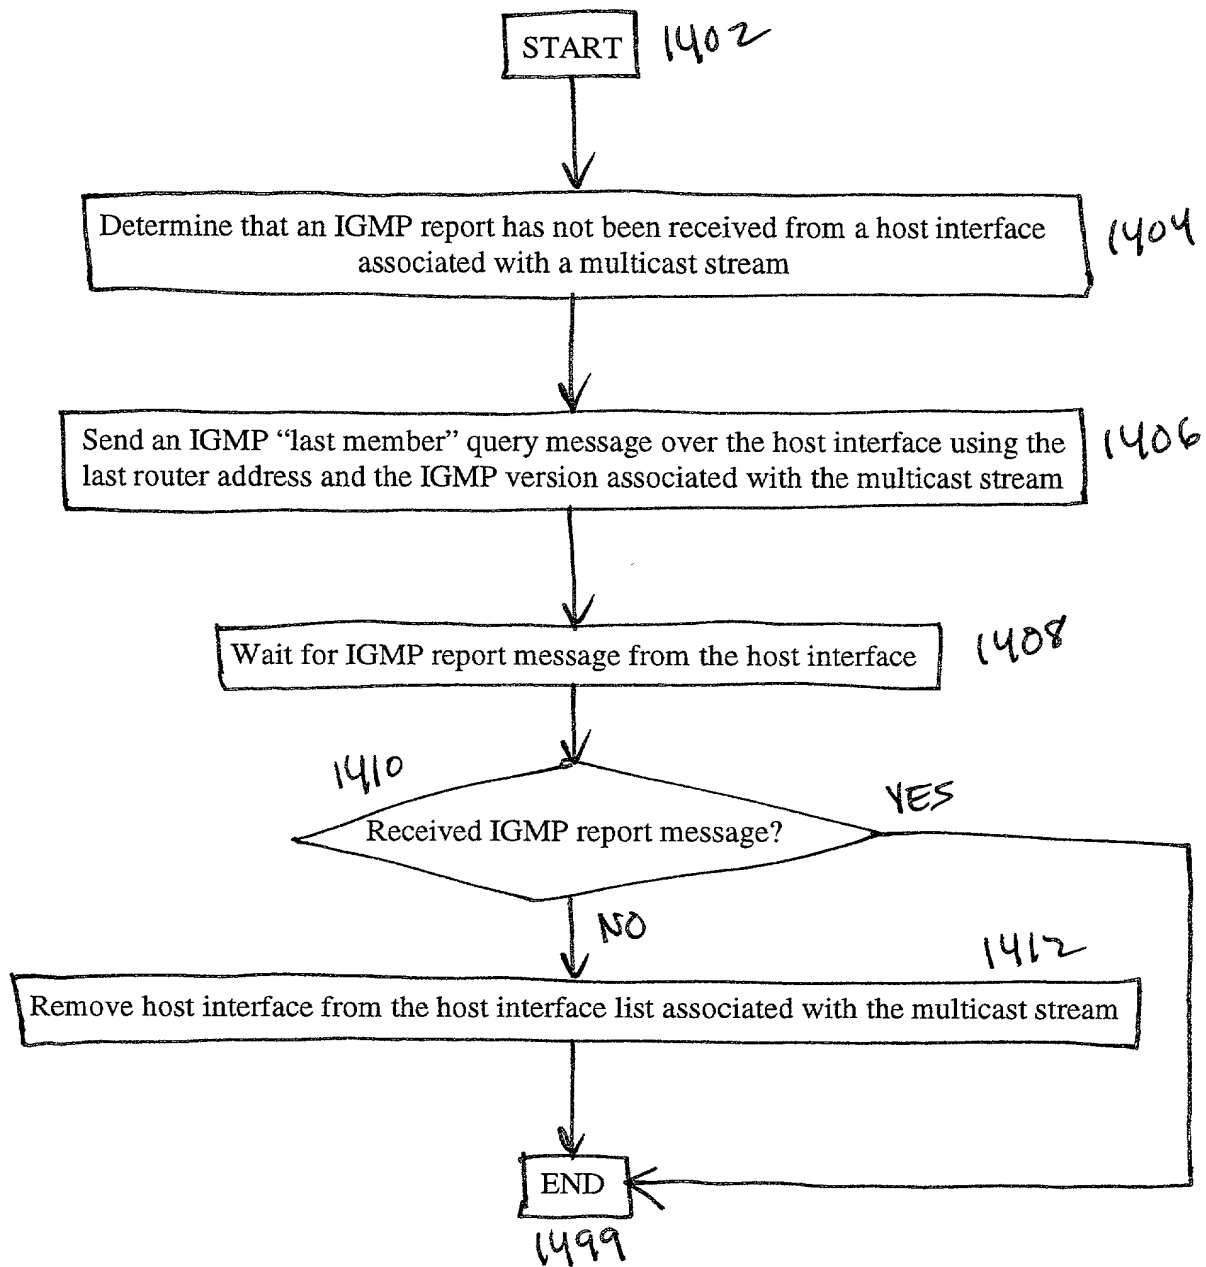 START 1402
Determine that an IGMP report has not been received from a host interface
associated with a multicast stream
1404
Send an IGMP “last member” query message over the host interface using the
last router address and the IGMP version associated with the multicast stream
1406
Wait for IGMP report message from the host interface
1408
1410
Received IGMP report message?
YES
NO
1412
Remove host interface from the host interface list associated with the multicast stream
END
1499